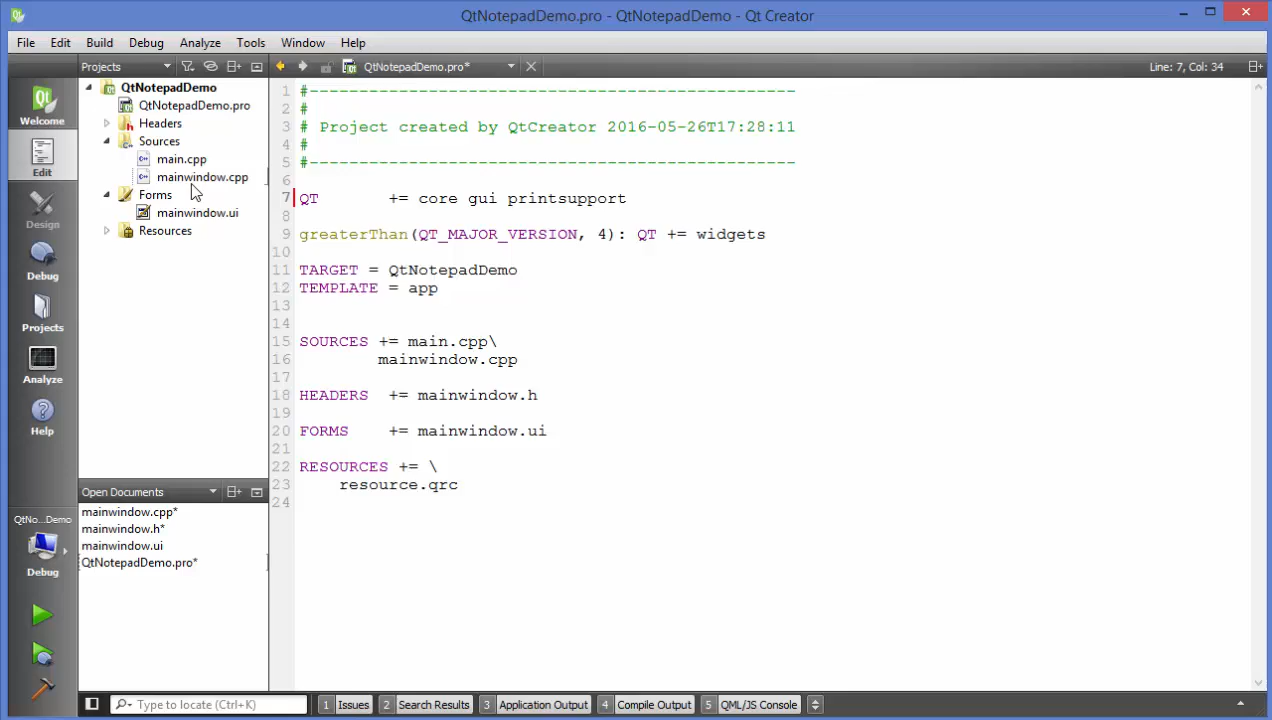 QtNotepadDemo.pro - QtNotepadDemo - Qt Creator
File Edit Build Debug Analyze Tools Window Help
Projects
QtNotepadDemo.pro*
Line: 7, Col: 34
Welcome
Edit
Design
Debug
Projects
Analyze
Help
QtNo...Demo
Debug
QtNotepadDemo
QtNotepadDemo.pro
Headers
Sources
main.cpp
mainwindow.cpp
Forms
mainwindow.ui
Resources
Open Documents
mainwindow.cpp*
mainwindow.h*
mainwindow.ui
QtNotepadDemo.pro*
1 #-------------------------------------------------
2 #
3 # Project created by QtCreator 2016-05-26T17:28:11
4 #
5 #-------------------------------------------------
6
7 QT += core gui printsupport
8
9 greaterThan(QT_MAJOR_VERSION, 4): QT += widgets
10
11 TARGET = QtNotepadDemo
12 TEMPLATE = app
13
14
15 SOURCES += main.cpp\
16 mainwindow.cpp
17
18 HEADERS += mainwindow.h
19
20 FORMS += mainwindow.ui
21
22 RESOURCES += \
23 resource.qrc
24
Type to locate (Ctrl+K)
1 Issues 2 Search Results 3 Application Output 4 Compile Output 5 QML/JS Console